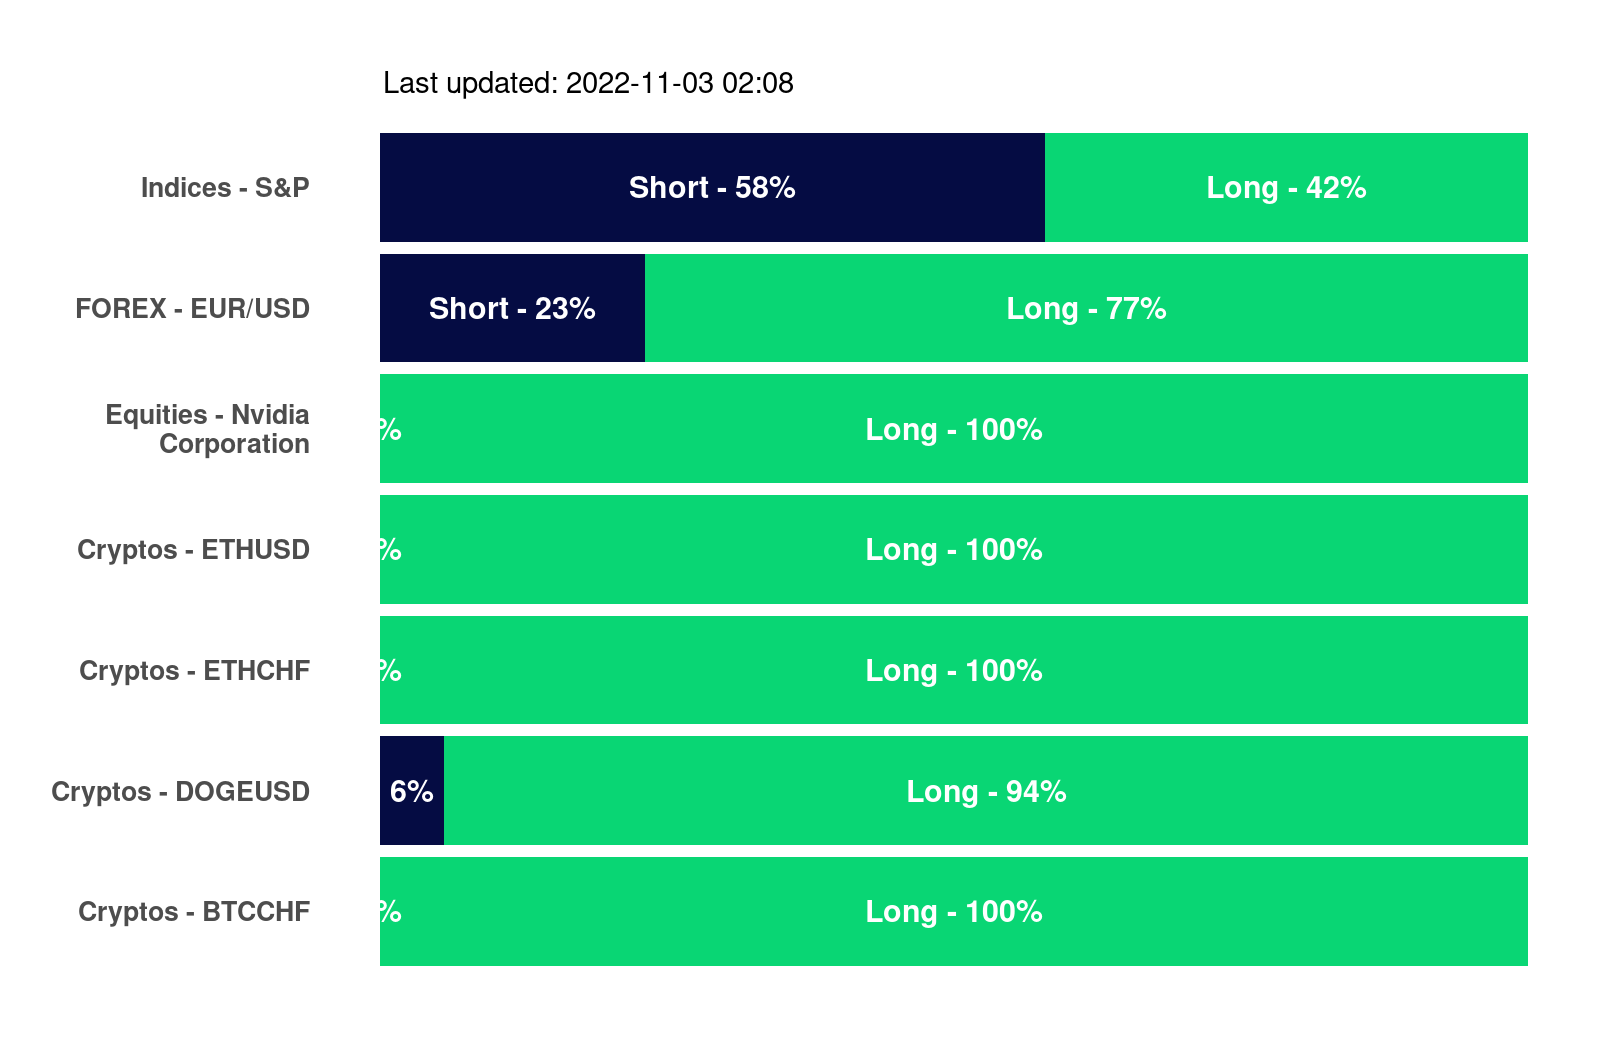 Last updated: 2022-11-03 02:08
Indices - S&P
Short - 58%
Long - 42%
FOREX - EUR/USD
Short - 23%
Long - 77%
Equities - Nvidia
Corporation
%
Long - 100%
Cryptos - ETHUSD
%
Long - 100%
Cryptos - ETHCHF
%
Long - 100%
Cryptos - DOGEUSD
6%
Long - 94%
Cryptos - BTCCHF
%
Long - 100%